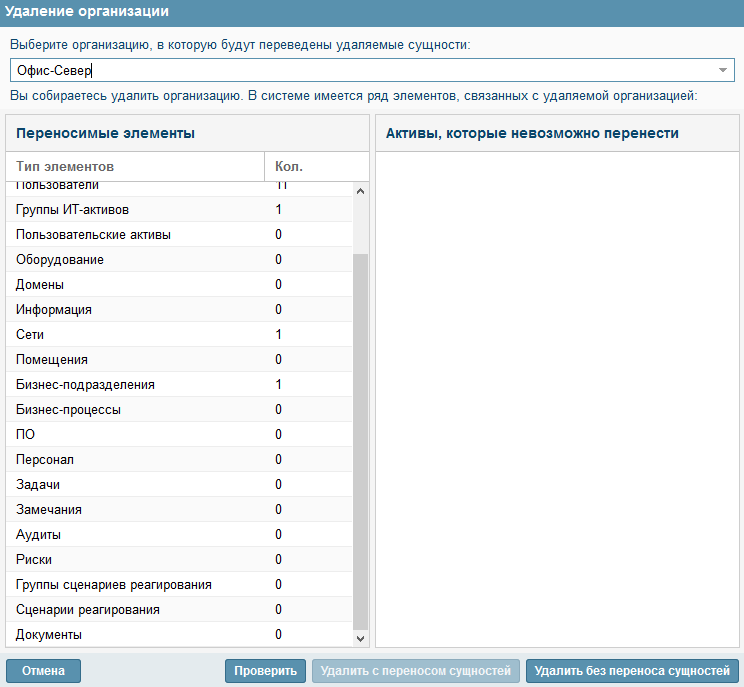 Удаление организации
Выберите организацию, в которую будут переведены удаляемые сущности:
Офис-Север
Вы собираетесь удалить организацию. В системе имеется ряд элементов, связанных с удаляемой организацией:
Переносимые элементы
Активы, которые невозможно перенести
Тип элементов Кол.
Пользователи 11
Группы ИТ-активов 1
Пользовательские активы 0
Оборудование 0
Домены 0
Информация 0
Сети 1
Помещения 0
Бизнес-подразделения 1
Бизнес-процессы 0
ПО 0
Персонал 0
Задачи 0
Замечания 0
Аудиты 0
Риски 0
Группы сценариев реагирования 0
Сценарии реагирования 0
Документы 0
Отмена Проверить Удалить с переносом сущностей Удалить без переноса сущностей